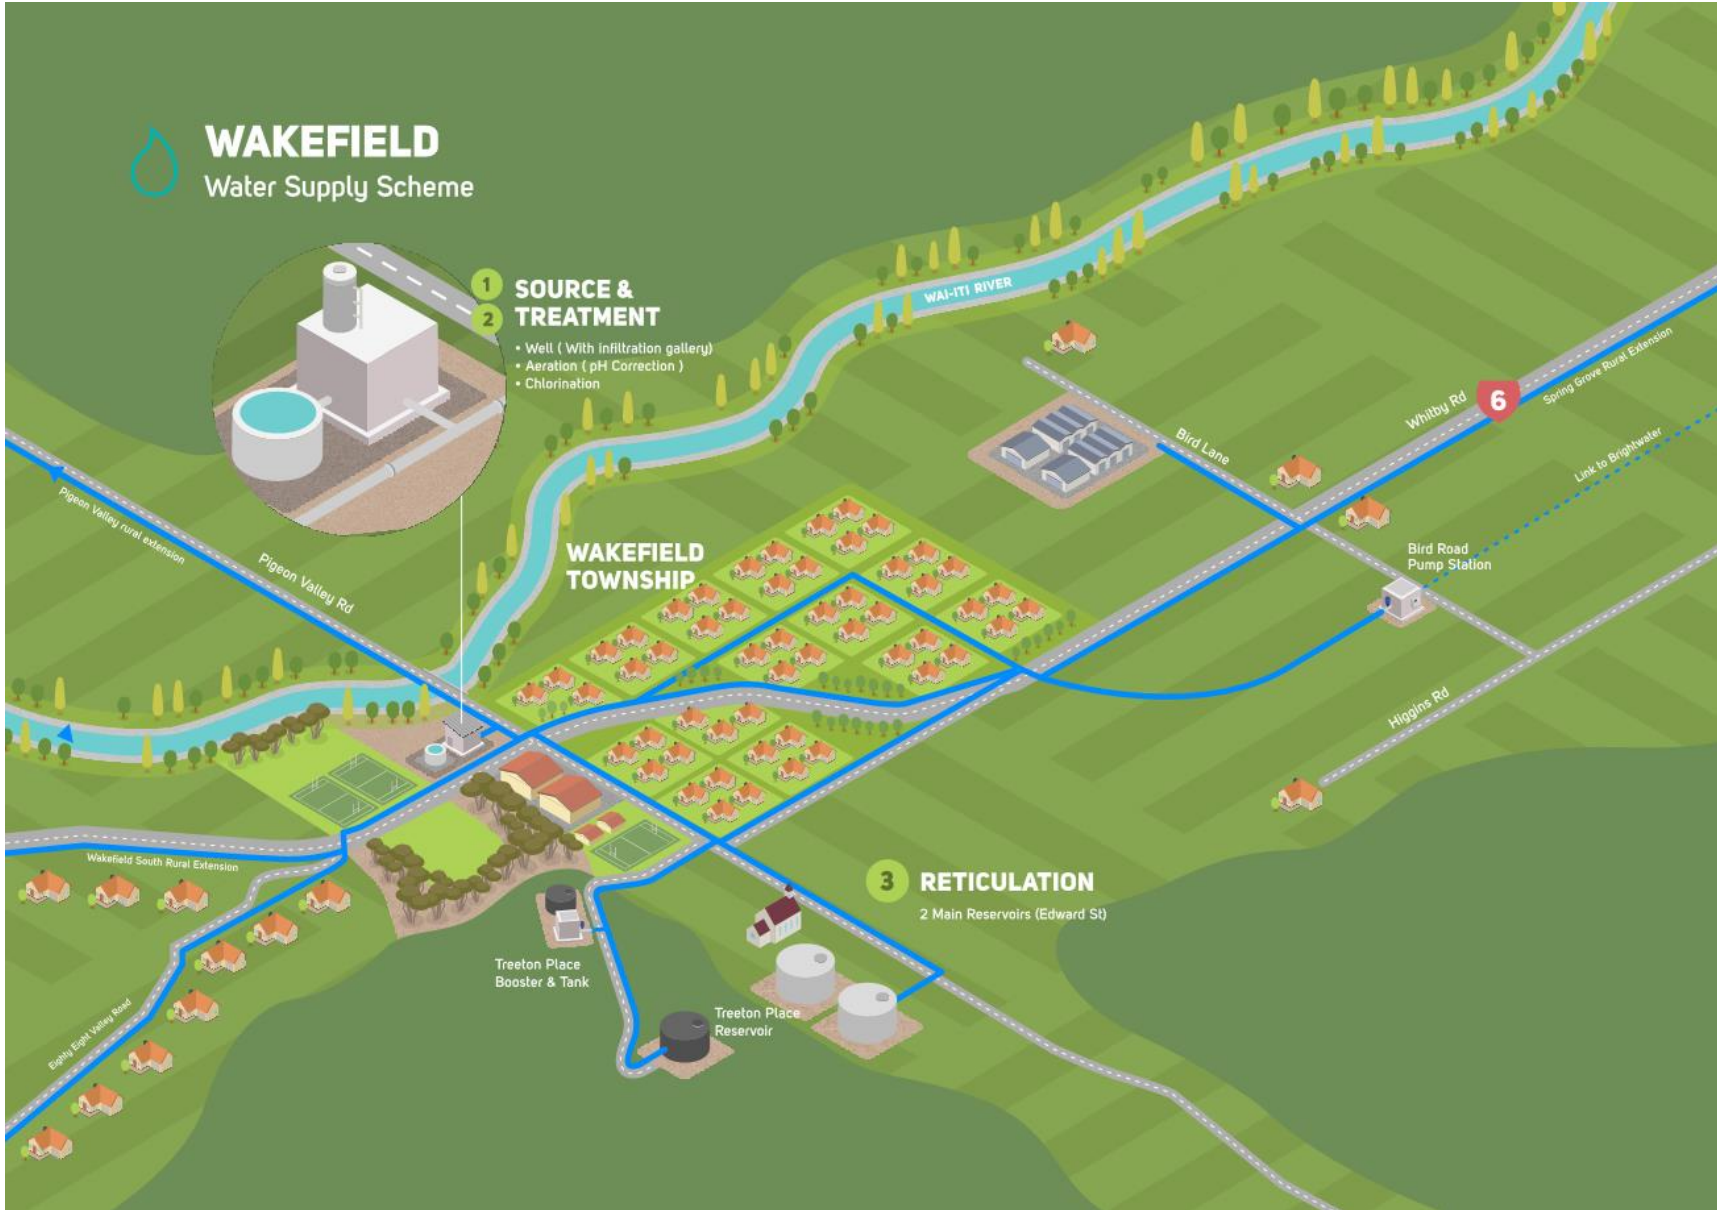 WAKEFIELD
Water Supply Scheme
1
2
SOURCE &
TREATMENT
• Well ( With infiltration gallery)
• Aeration ( pH Correction )
• Chlorination
WAI-ITI RIVER
Bird Lane
Whitby Rd
6
Spring Grove Rural Extension
Link to Brightwater
Pigeon Valley rural extension
Pigeon Valley Rd
WAKEFIELD
TOWNSHIP
Bird Road
Pump Station
Higgins Rd
Wakefield South Rural Extension
3
RETICULATION
2 Main Reservoirs (Edward St)
Treeton Place
Booster & Tank
Treeton Place
Reservoir
Eighty Eight Valley Road